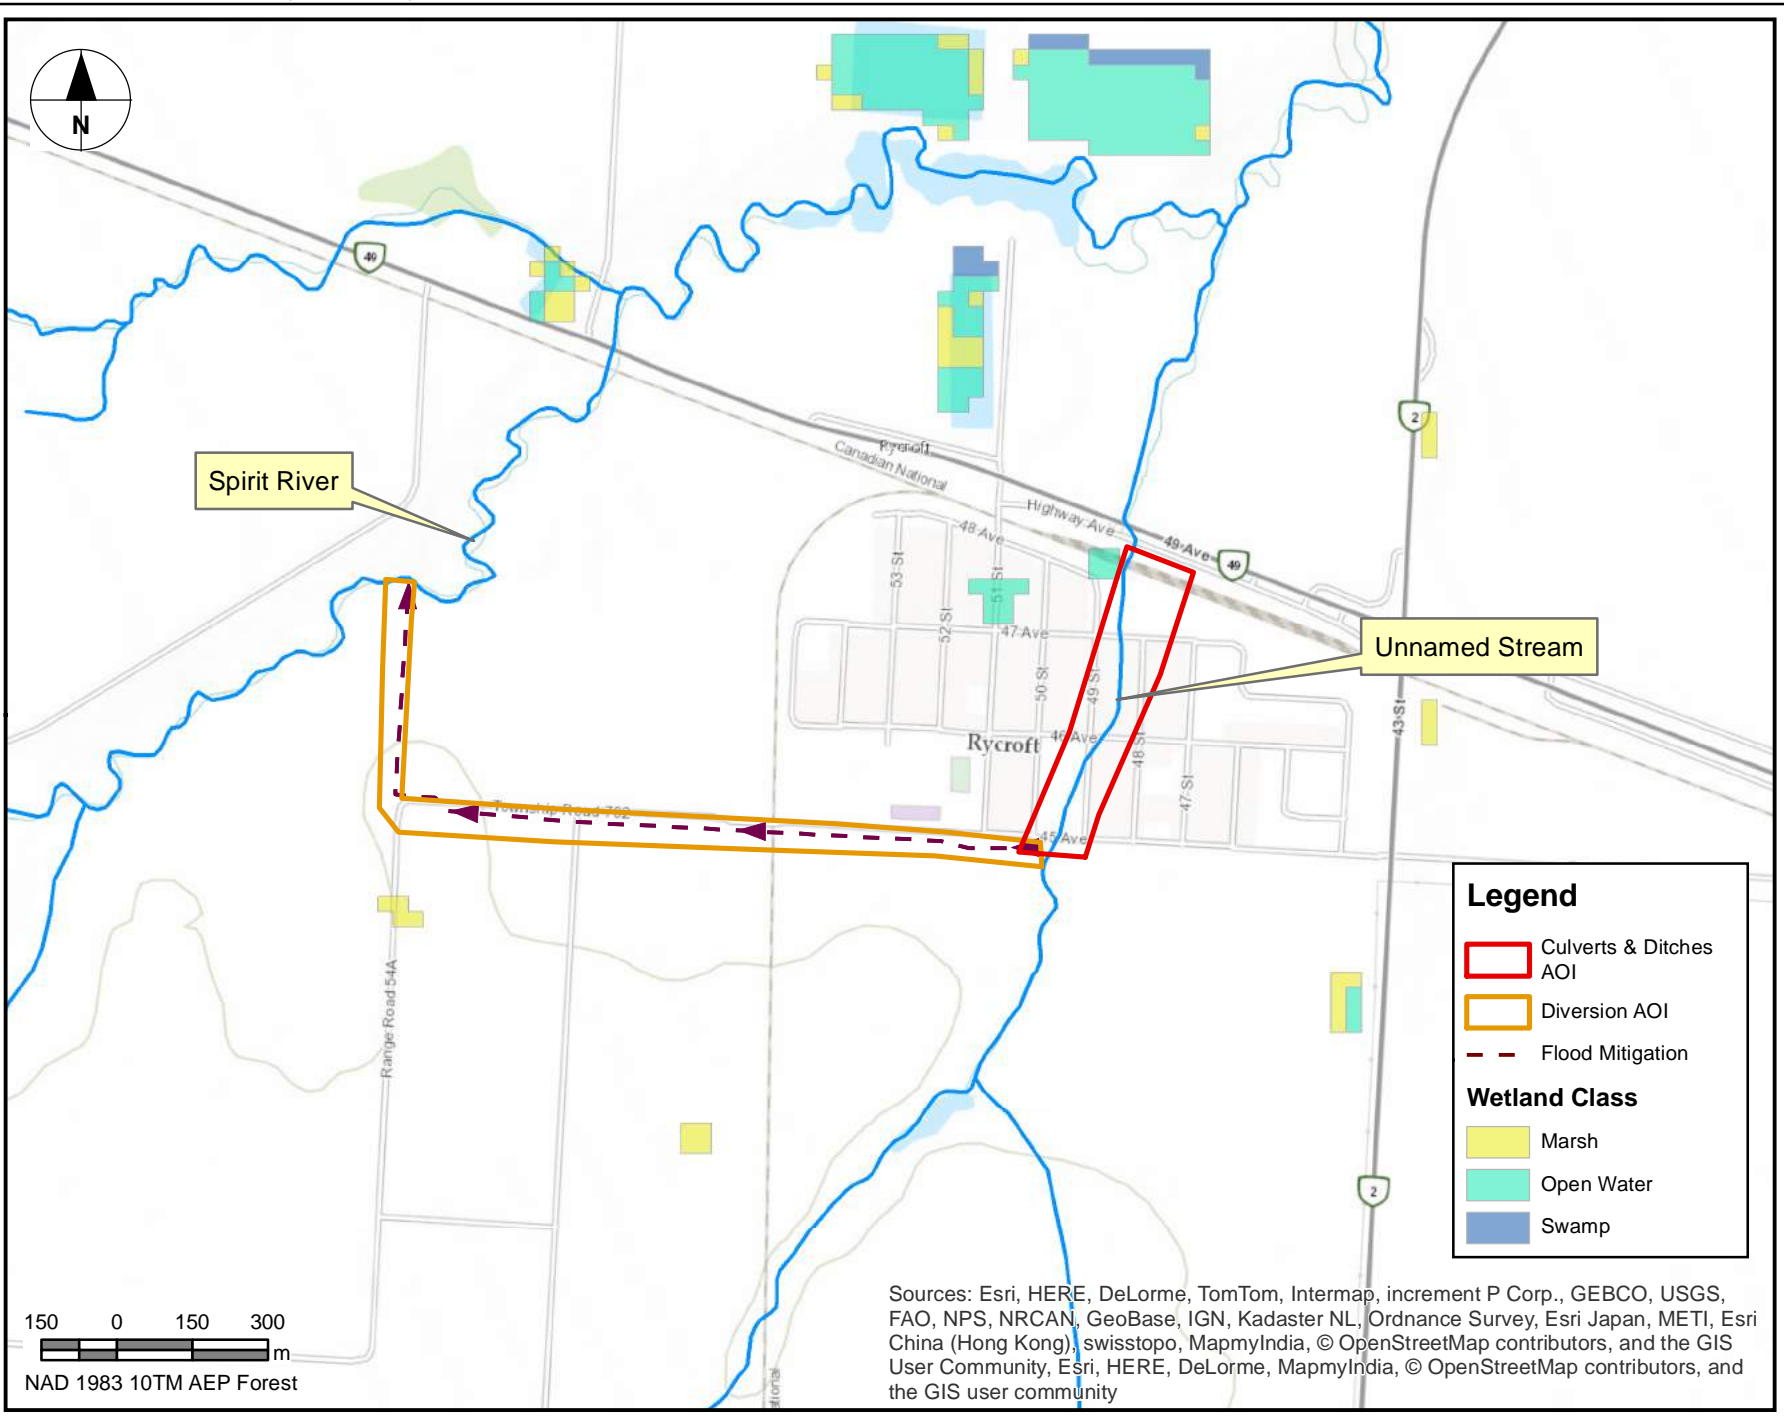 N
49
Spirit River
Rycroft
Canadian National
Highway Ave
49 Ave
49
2
48 Ave
53 St
51 St
52 St
47 Ave
50 St
49 St
Unnamed Stream
Rycroft
46 Ave
48 St
43 St
47 St
Township Road 782
45 Ave
Range Road 54A
2
Legend
Culverts & Ditches
AOI
Diversion AOI
Flood Mitigation
Wetland Class
Marsh
Open Water
Swamp
150 0 150 300
m
NAD 1983 10TM AEP Forest
Sources: Esri, HERE, DeLorme, TomTom, Intermap, increment P Corp., GEBCO, USGS,
FAO, NPS, NRCAN, GeoBase, IGN, Kadaster NL, Ordnance Survey, Esri Japan, METI, Esri
China (Hong Kong), swisstopo, MapmyIndia, © OpenStreetMap contributors, and the GIS
User Community, Esri, HERE, DeLorme, MapmyIndia, © OpenStreetMap contributors, and
the GIS user community